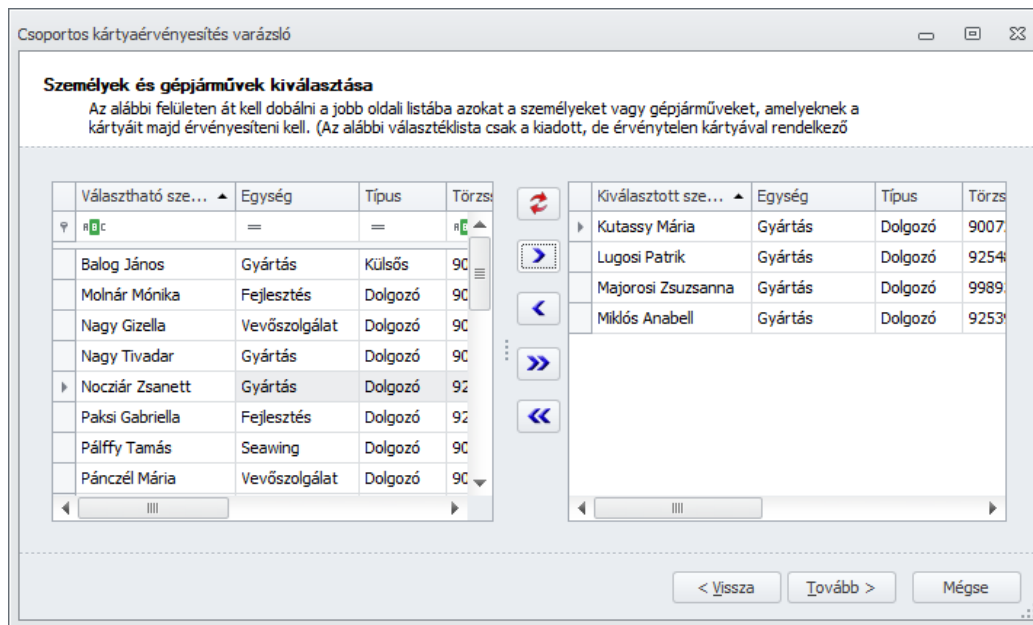 Csoportos kártyaérvényesítés varázsló
Személyek és gépjárművek kiválasztása
Az alábbi felületen át kell dobálni a jobb oldali listába azokat a személyeket vagy gépjárműveket, amelyeknek a
kártyáit majd érvényesíteni kell. (Az alábbi választéklista csak a kiadott, de érvénytelen kártyával rendelkező
Választható sze... Egység Típus Törzs
ABC = =
Balog János Gyártás Külsős 90
Molnár Mónika Fejlesztés Dolgozó 90
Nagy Gizella Vevőszolgálat Dolgozó 90
Nagy Tivadar Gyártás Dolgozó 90
Nocziár Zsanett Gyártás Dolgozó 92
Paksi Gabriella Fejlesztés Dolgozó 92
Pálffy Tamás Seawing Dolgozó 90
Pánczél Mária Vevőszolgálat Dolgozó 90
Kiválasztott sze... Egység Típus Törzs
Kutassy Mária Gyártás Dolgozó 9007
Lugosi Patrik Gyártás Dolgozó 9254
Majorosi Zsuzsanna Gyártás Dolgozó 9989
Miklós Anabell Gyártás Dolgozó 9253
< Vissza Tovább > Mégse